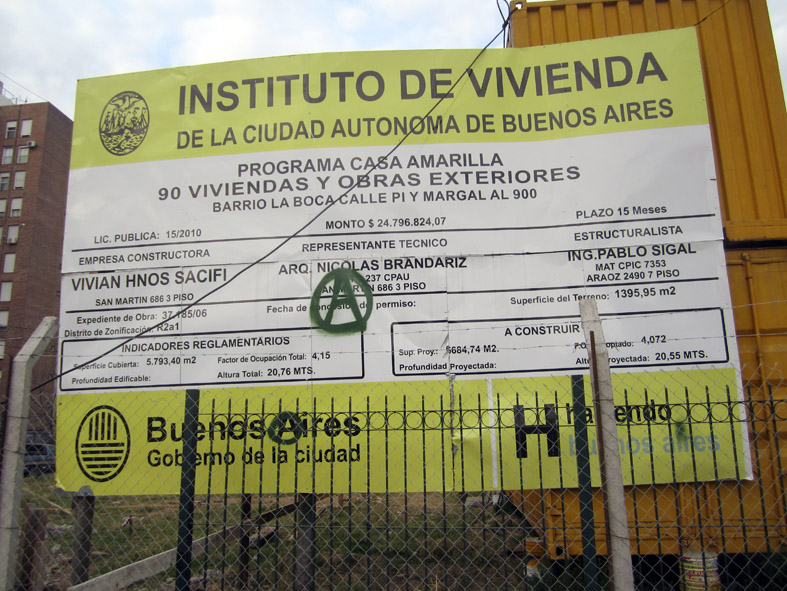 INSTITUTO DE VIVIENDA
DE LA CIUDAD AUTONOMA DE BUENOS AIRES
PROGRAMA CASA AMARILLA
90 VIVIENDAS Y OBRAS EXTERIORES
BARRIO LA BOCA CALLE PI Y MARGAL AL 900
LIC. PUBLICA: 15/2010
MONTO $ 24.796.824,07
PLAZO 15 Meses
EMPRESA CONSTRUCTORA
REPRESENTANTE TECNICO
ESTRUCTURALISTA
VIVIAN HNOS SACIFI
SAN MARTIN 686 3 PISO
ARQ. NICOLAS BRANDARIZ
237 CPAU
SAN MARTIN 686 3 PISO
ING.PABLO SIGAL
MAT CPIC 7353
ARAOZ 2490 7 PISO
Expediente de Obra: 37.185/06
Fecha de concesion de permiso:
Superficie del Terreno: 1395,95 m2
Distrito de Zonificación: R2a1
INDICADORES REGLAMENTARIOS
Superficie Cubierta: 5.793,40 m2
Factor de Ocupación Total: 4,15
Profundidad Edificable:
Altura Total: 20,76 MTS.
A CONSTRUIR
Sup. Proy.: 6684,74 M2.
4,072
Profundidad Proyectada:
Altura Proyectada: 20,55 MTS.
A
Buenos Aires
Gobierno de la ciudad
A
H haciendo
buenos aires